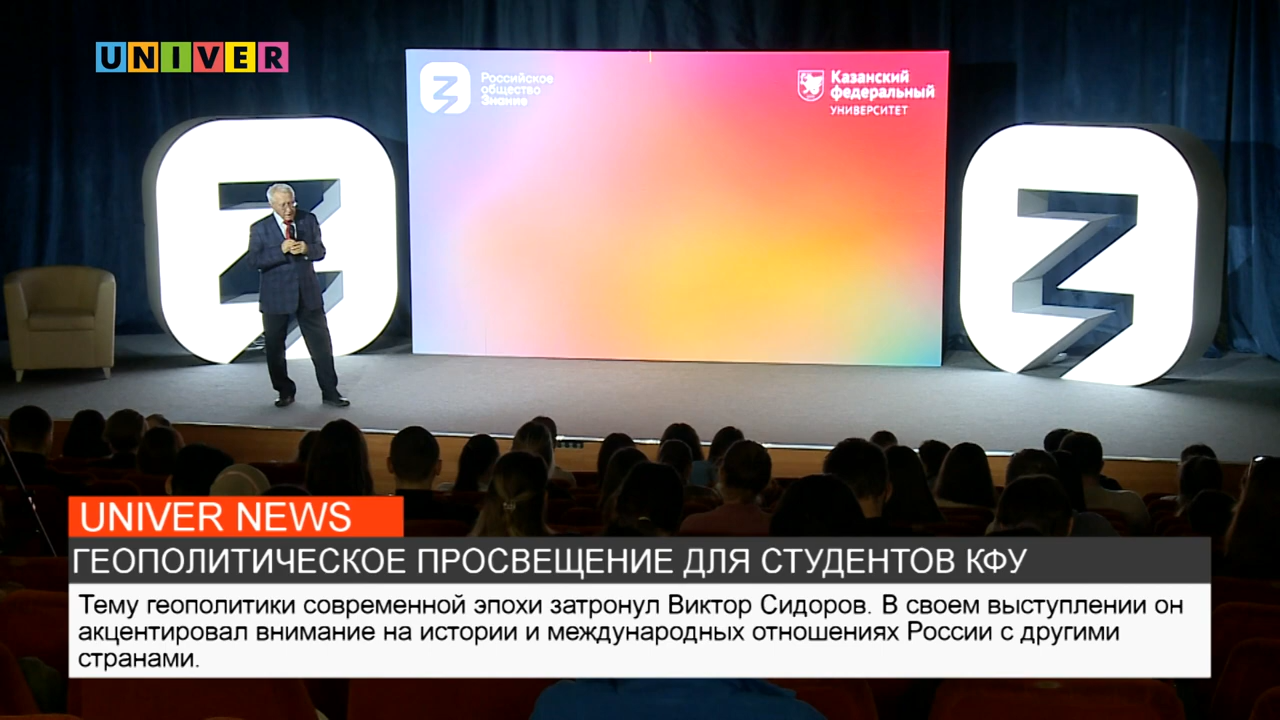 UNIVER
Российское
общество
Знание
Казанский
федеральный
УНИВЕРСИТЕТ
UNIVER NEWS
ГЕОПОЛИТИЧЕСКОЕ ПРОСВЕЩЕНИЕ ДЛЯ СТУДЕНТОВ КФУ
Тему геополитики современной эпохи затронул Виктор Сидоров. В своем выступлении он
акцентировал внимание на истории и международных отношениях России с другими
странами.